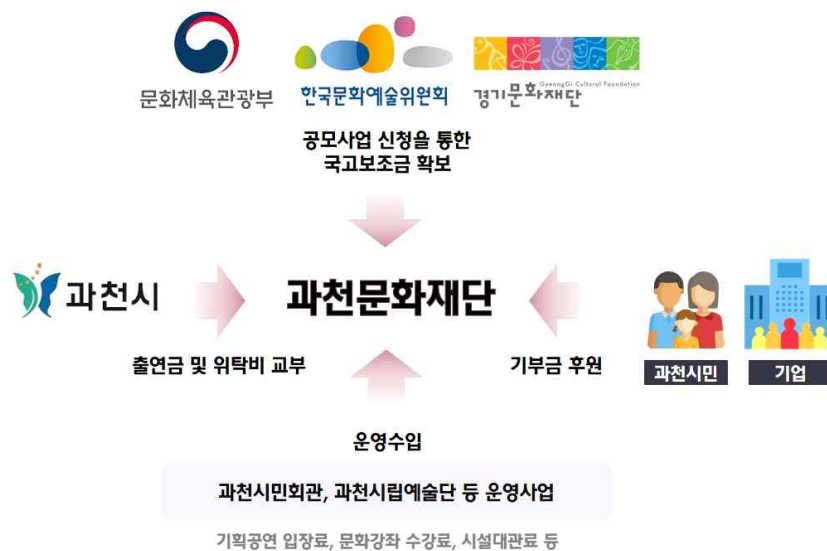 문화체육관광부
한국문화예술위원회
GyeongGi Cultural Foundation
경기문화재단
공모사업 신청을 통한
국고보조금 확보
과천시
과천문화재단
출연금 및 위탁비 교부
기부금 후원
과천시민
기업
운영수입
과천시민회관, 과천시립예술단 등 운영사업
기획공연 입장료, 문화강좌 수강료, 시설대관료 등